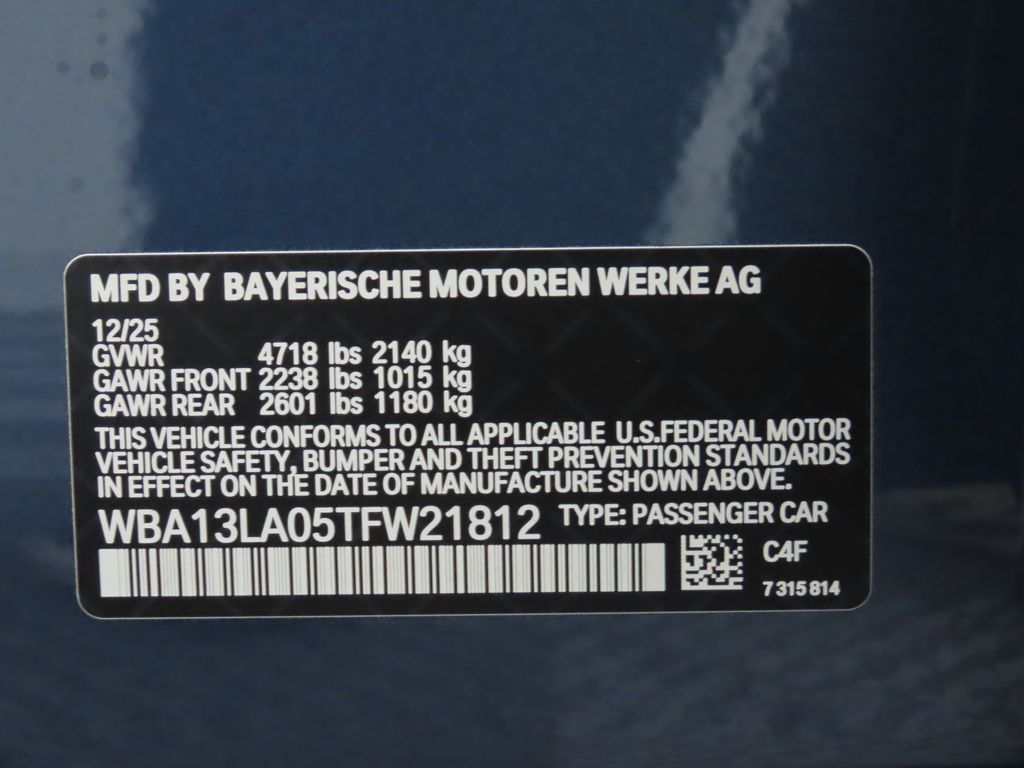 MFD BY BAYERISCHE MOTOREN WERKE AG
12/25
GVWR 4718 lbs 2140 kg
GAWR FRONT 2238 lbs 1015 kg
GAWR REAR 2601 lbs 1180 kg
THIS VEHICLE CONFORMS TO ALL APPLICABLE U.S.FEDERAL MOTOR
VEHICLE SAFETY, BUMPER AND THEFT PREVENTION STANDARDS
IN EFFECT ON THE DATE OF MANUFACTURE SHOWN ABOVE.
WBA13LA05TFW21812 TYPE: PASSENGER CAR
C4F
7 315 814